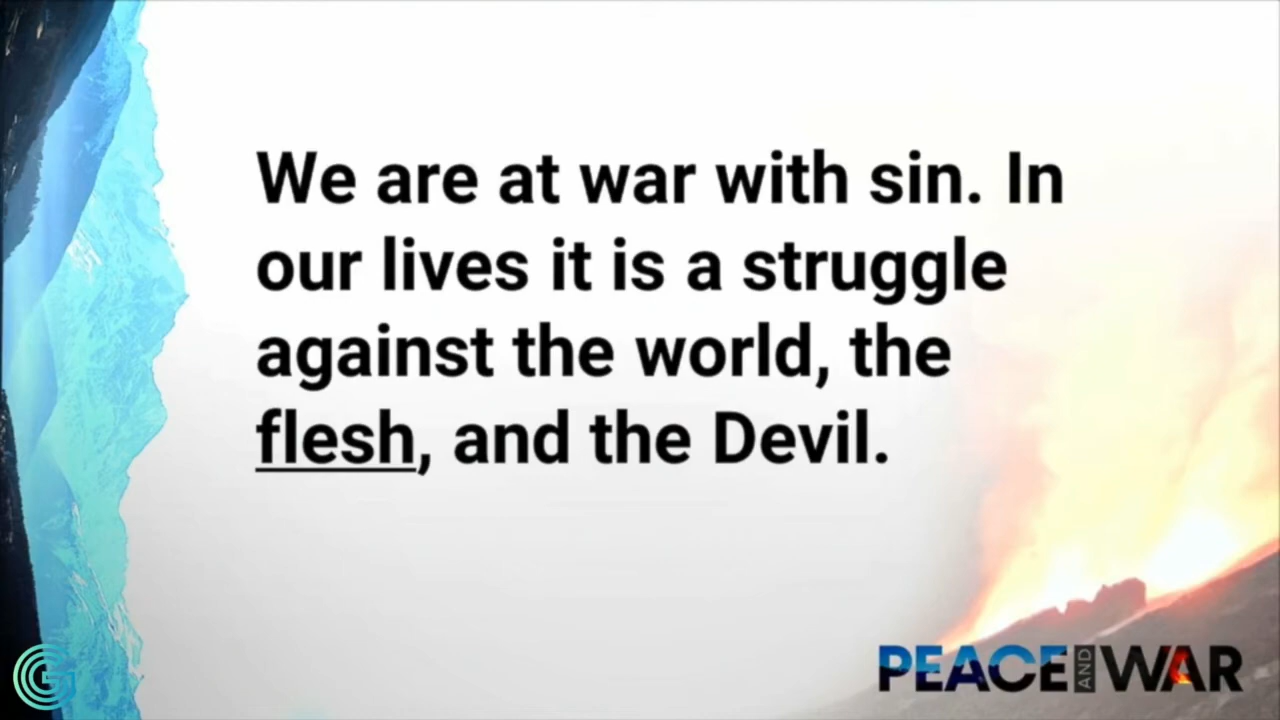 We are at war with sin. In
our lives it is a struggle
against the world, the
flesh, and the Devil.
PEACE AND WAR
G